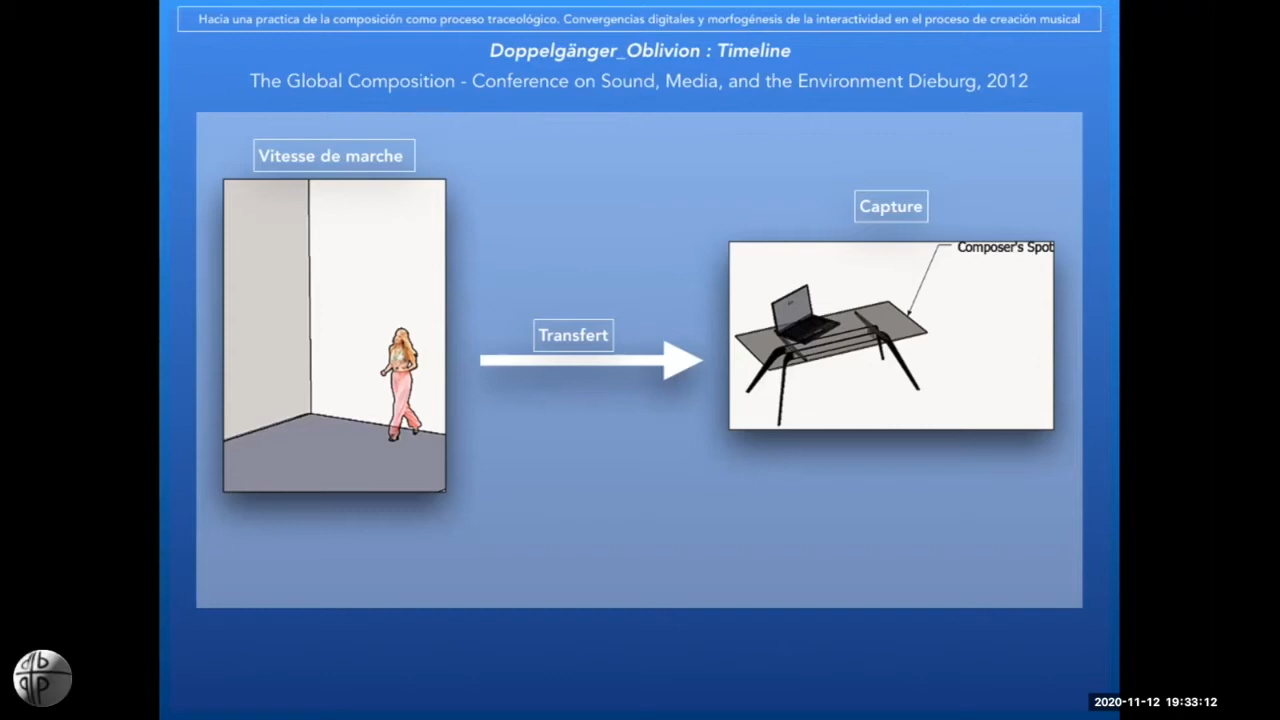 Hacía una practica de la composición como proceso traceológico. Convergencias digitales y morfogénesis de la interactividad en el proceso de creación musical
Doppelgänger_Oblivion : Timeline
The Global Composition - Conference on Sound, Media, and the Environment Dieburg, 2012
Vitesse de marche
Capture
Composer's Spot
Transfert
2020-11-12 19:33:12